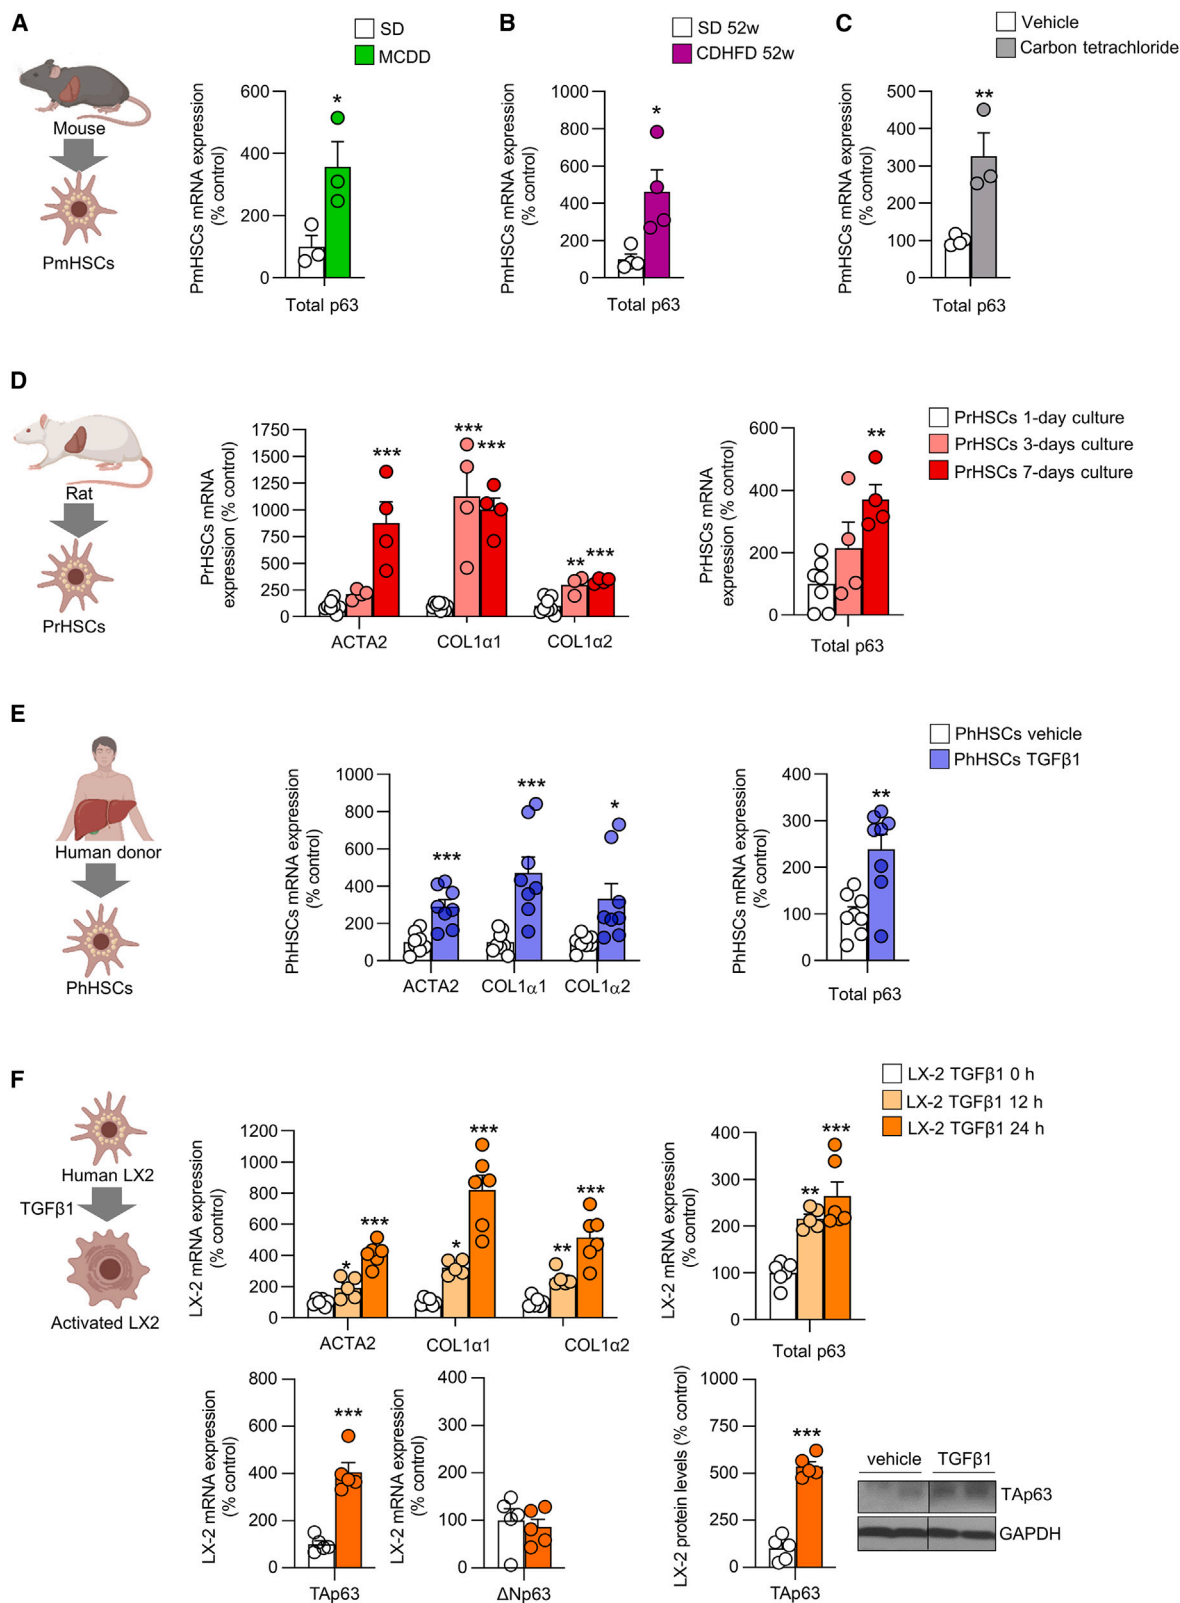 A
Mouse
PmHSCs
SD
MCDD
PmHSCs mRNA expression
(% control)
600
400
200
0
*
Total p63
B
SD 52w
CDHFD 52w
PmHSCs mRNA expression
(% control)
1000
800
600
400
200
0
*
Total p63
C
Vehicle
Carbon tetrachloride
PmHSCs mRNA expression
(% control)
500
400
300
200
100
0
**
Total p63
D
Rat
PrHSCs
PrHSCs mRNA
expression (% control)
1750
1500
1250
1000
750
500
250
0
***
***
***
**
***
ACTA2
COL1α1
COL1α2
PrHSCs mRNA
expression (% control)
600
400
200
0
**
Total p63
PrHSCs 1-day culture
PrHSCs 3-days culture
PrHSCs 7-days culture
E
Human donor
PhHSCs
PhHSCs mRNA expression
(% control)
1000
800
600
400
200
0
***
***
*
ACTA2
COL1α1
COL1α2
PhHSCs mRNA expression
(% control)
400
300
200
100
0
**
Total p63
PhHSCs vehicle
PhHSCs TGFβ1
F
Human LX2
TGFβ1
Activated LX2
LX-2 mRNA expression
(% control)
1200
1000
800
600
400
200
0
*
***
*
***
**
***
ACTA2
COL1α1
COL1α2
LX-2 mRNA expression
(% control)
400
300
200
100
0
**
***
Total p63
LX-2 TGFβ1 0 h
LX-2 TGFβ1 12 h
LX-2 TGFβ1 24 h
LX-2 mRNA expression
(% control)
800
600
400
200
0
***
TAp63
LX-2 mRNA expression
(% control)
400
300
200
100
0
ΔNp63
LX-2 protein levels (% control)
750
500
250
0
***
TAp63
vehicle
TGFβ1
TAp63
GAPDH